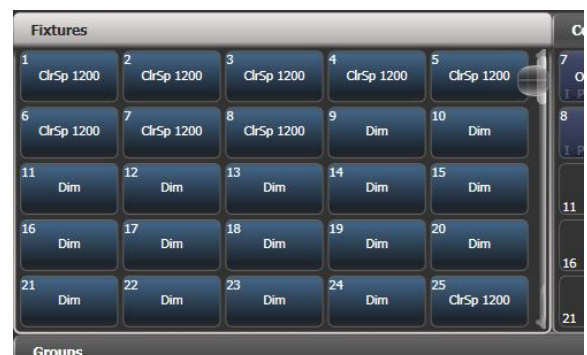 Fixtures
1 2 3 4 5
ClrSp 1200 ClrSp 1200 ClrSp 1200 ClrSp 1200 ClrSp 1200
6 7 8 9 10
ClrSp 1200 ClrSp 1200 ClrSp 1200 Dim Dim
11 12 13 14 15
Dim Dim Dim Dim Dim
16 17 18 19 20
Dim Dim Dim Dim Dim
21 22 23 24 25
Dim Dim Dim Dim ClrSp 1200
Groups
7
8
11
16
21